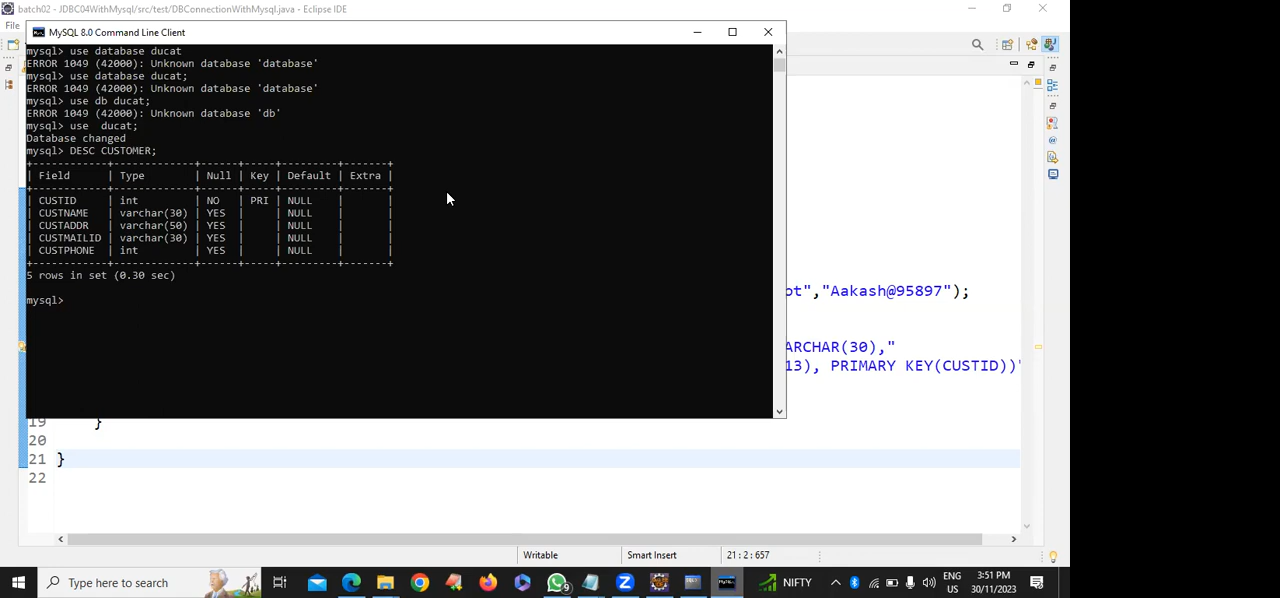 batch02 - JDBC04WithMysql/src/test/DBConnectionWithMysql.java - Eclipse IDE
File
MySQL 8.0 Command Line Client
mysql> use database ducat
ERROR 1049 (42000): Unknown database 'database'
mysql> use database ducat;
ERROR 1049 (42000): Unknown database 'database'
mysql> use db ducat;
ERROR 1049 (42000): Unknown database 'db'
mysql> use  ducat;
Database changed
mysql> DESC CUSTOMER;
+-----------+-------------+------+-----+---------+-------+
| Field     | Type        | Null | Key | Default | Extra |
+-----------+-------------+------+-----+---------+-------+
| CUSTID    | int         | NO   | PRI | NULL    |       |
| CUSTNAME  | varchar(30) | YES  |     | NULL    |       |
| CUSTADDR  | varchar(50) | YES  |     | NULL    |       |
| CUSTMAILID | varchar(30) | YES  |     | NULL    |       |
| CUSTPHONE | int         | YES  |     | NULL    |       |
+-----------+-------------+------+-----+---------+-------+
5 rows in set (0.30 sec)
mysql>
ot","Aakash@95897");
ARCHAR(30),"
13), PRIMARY KEY(CUSTID))"
19 }
20
21 }
22
Writable Smart Insert 21 : 2 : 657
Type here to search 9 NIFTY ENG US 3:51 PM 30/11/2023